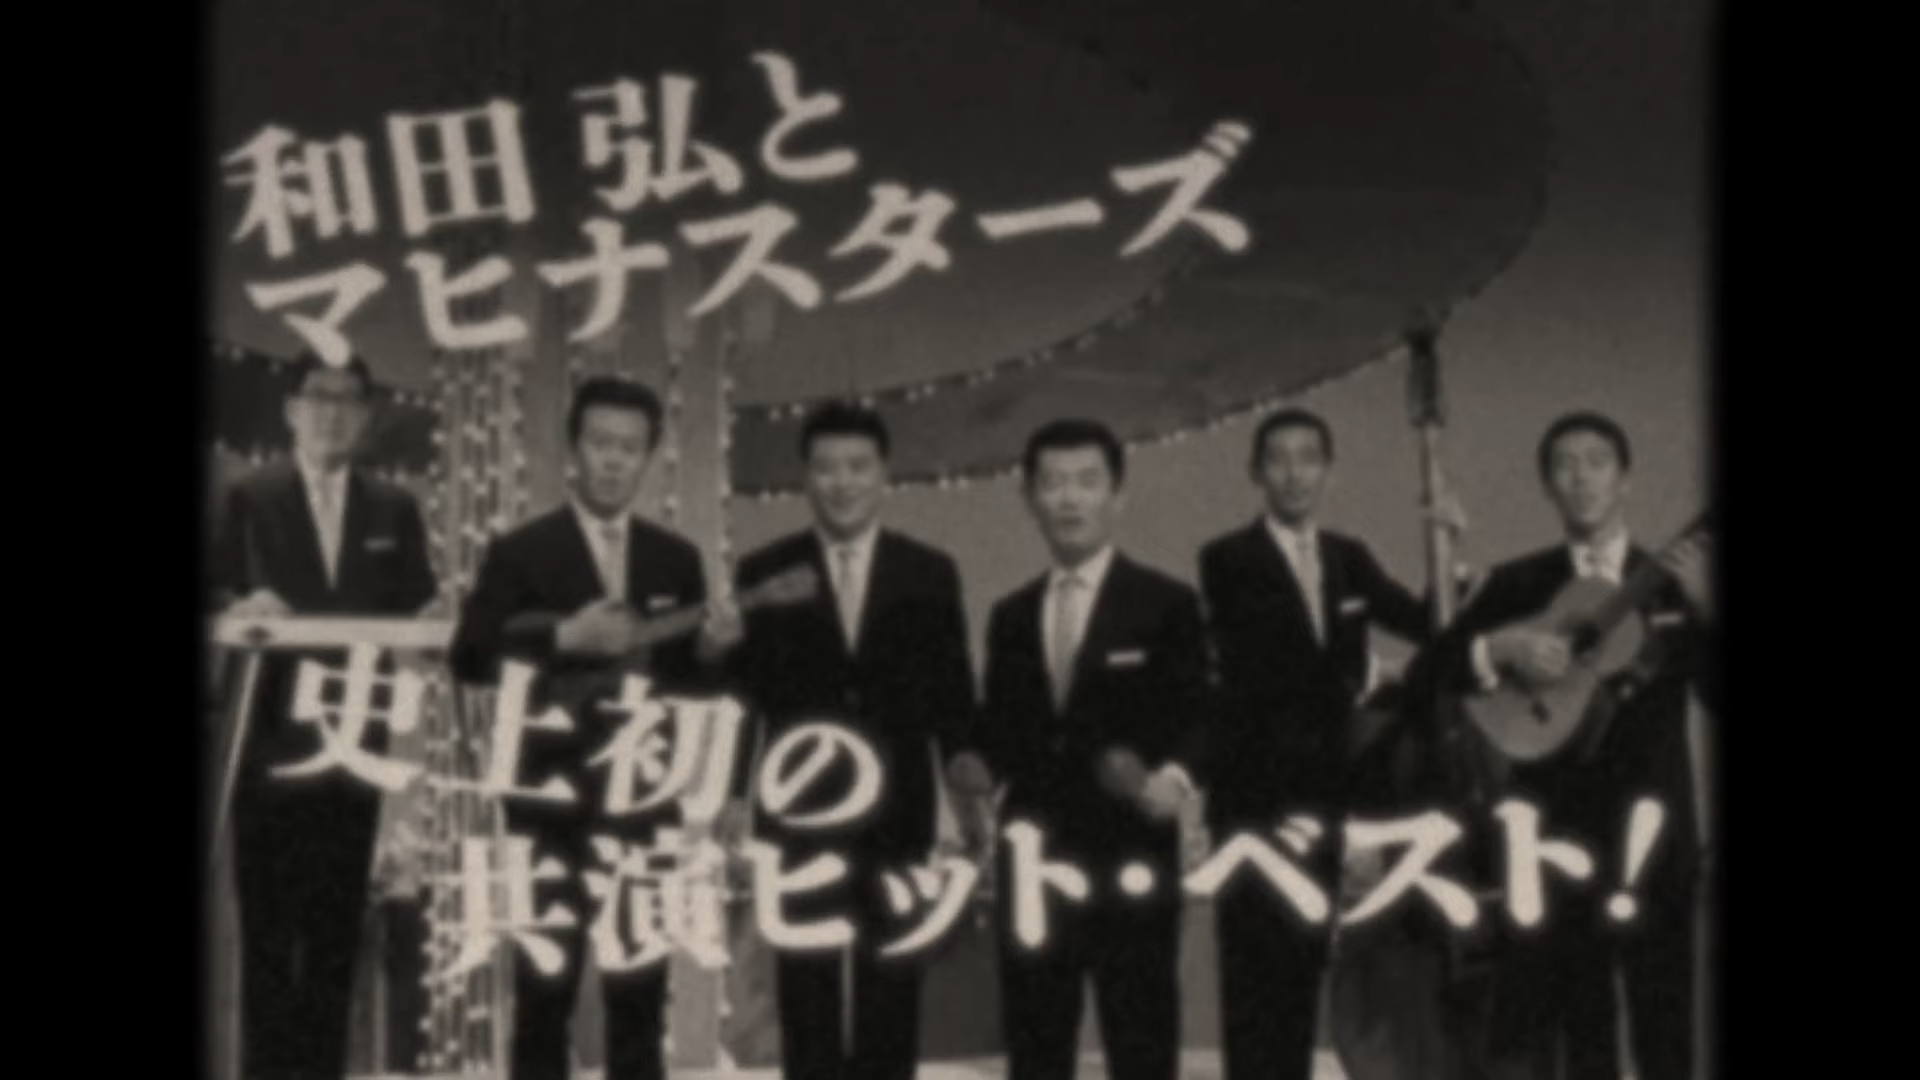 和田 弘と
マヒナスターズ
史上初の
共演ヒット・ベスト!